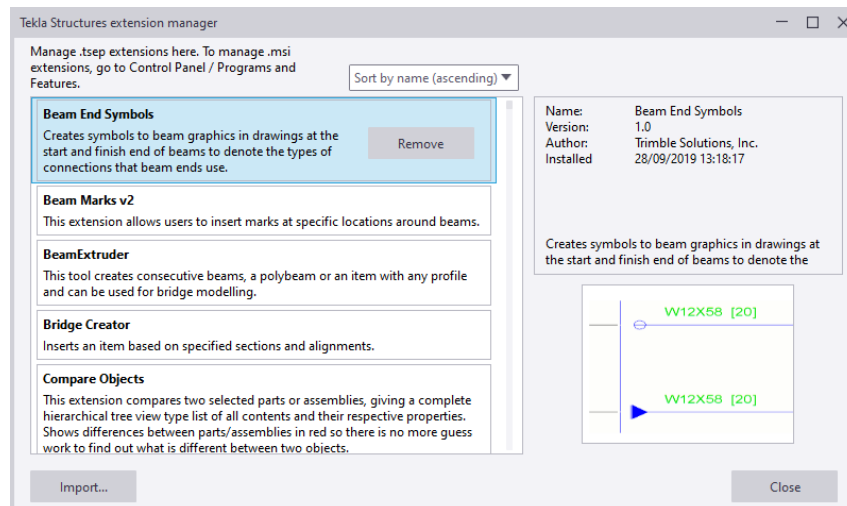 Tekla Structures extension manager
Manage .tsep extensions here. To manage .msi
extensions, go to Control Panel / Programs and
Features.
Sort by name (ascending)
Beam End Symbols
Creates symbols to beam graphics in drawings at the
start and finish end of beams to denote the types of
connections that beam ends use.
Remove
Beam Marks v2
This extension allows users to insert marks at specific locations around beams.
BeamExtruder
This tool creates consecutive beams, a polybeam or an item with any profile
and can be used for bridge modelling.
Bridge Creator
Inserts an item based on specified sections and alignments.
Compare Objects
This extension compares two selected parts or assemblies, giving a complete
hierarchical tree view type list of all contents and their respective properties.
Shows differences between parts/assemblies in red so there is no more guess
work to find out what is different between two objects.
Name: Beam End Symbols
Version: 1.0
Author: Trimble Solutions, Inc.
Installed 28/09/2019 13:18:17
Creates symbols to beam graphics in drawings at
the start and finish end of beams to denote the
W12X58 [20]
W12X58 [20]
Import...
Close